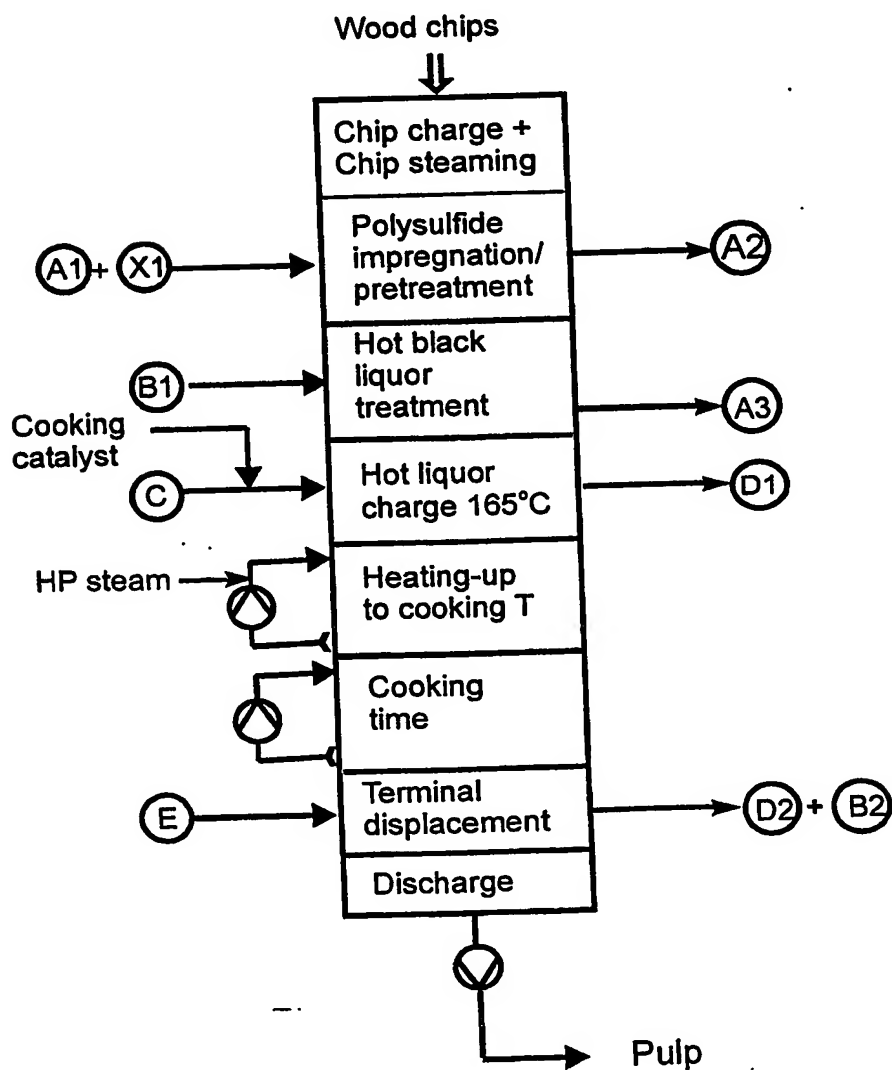 Wood chips
Chip charge +
Chip steaming
Polysulfide
impregnation/
pretreatment
A1 + X1
A2
Hot black
liquor
treatment
B1
A3
Cooking
catalyst
C
Hot liquor
charge 165°C
D1
HP steam
Heating-up
to cooking T
Cooking
time
E
Terminal
displacement
D2 + B2
Discharge
Pulp